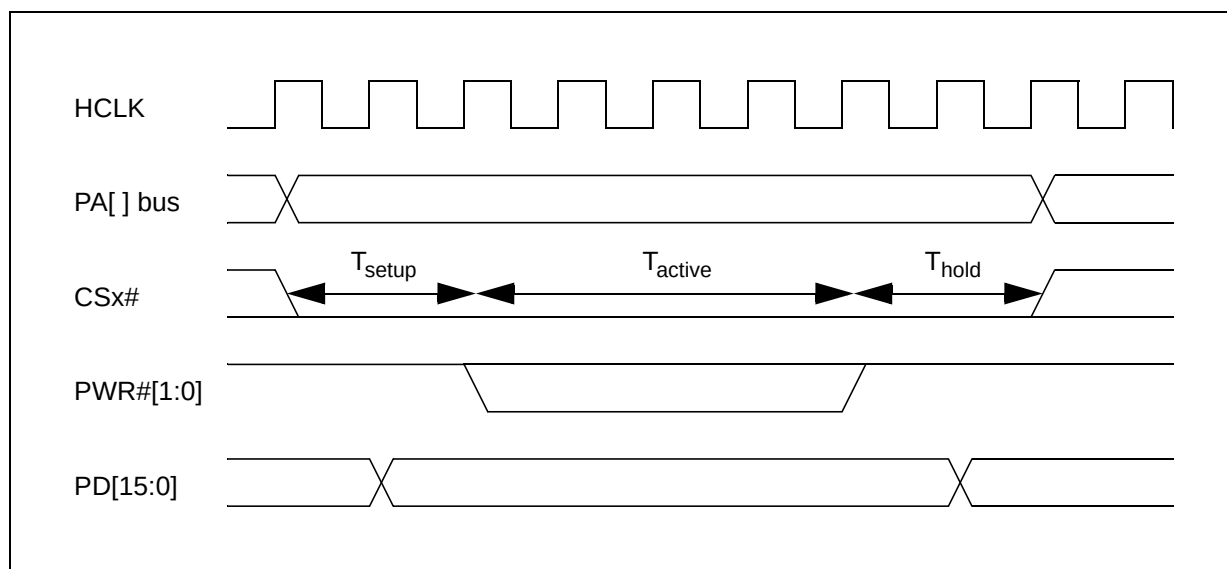 HCLK
PA[ ] bus
Tsetup Tactive Thold
CSx#
PWR#[1:0]
PD[15:0]